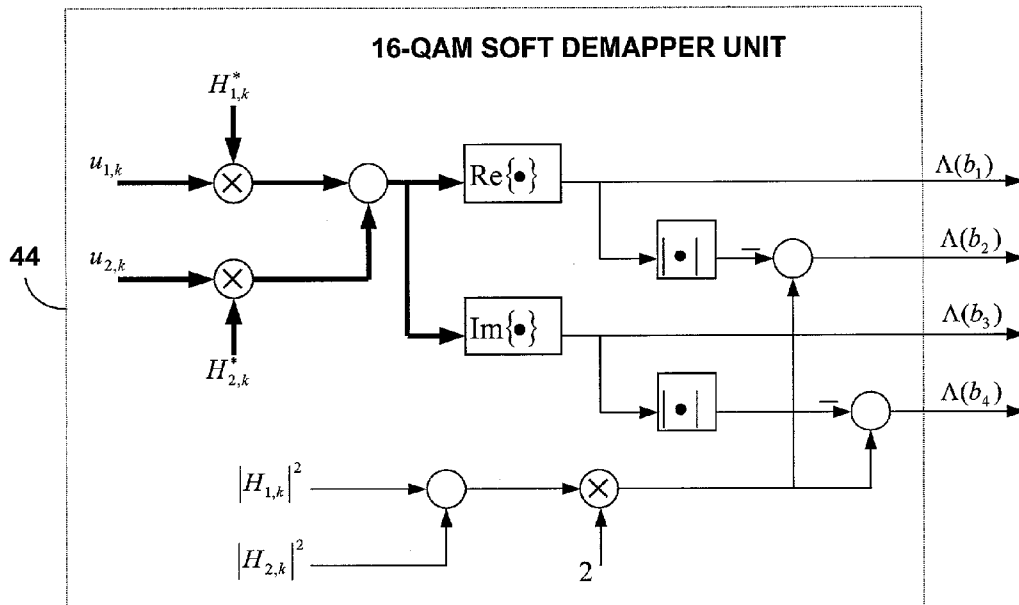 16-QAM SOFT DEMAPPER UNIT
H*1,k
u1,k
×
Re{•}
Λ(b1)
44
u2,k
×
|•|
−
Λ(b2)
H*2,k
Im{•}
Λ(b3)
|•|
−
Λ(b4)
|H1,k|²
×
|H2,k|²
2